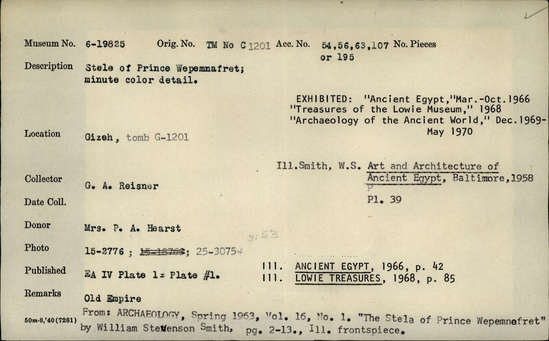 Museum No. 6-19825 Orig. No. TM No C 1201 Acc. No. 54,56,63,107 No. Pieces
or 195
Description Stele of Prince Wepemnafret;
minute color detail.
EXHIBITED: "Ancient Egypt,"Mar.-Oct.1966
"Treasures of the Lowie Museum," 1968
"Archaeology of the Ancient World," Dec.1969-
May 1970
Location Gizeh, tomb G-1201
Ill.Smith, W.S. Art and Architecture of
Ancient Egypt, Baltimore,1958
Collector G. A. Reisner
Pl. 39
Date Coll.
Donor Mrs. P. A. Hearst
Photo 15-2776 ; 25-3075
Published EA IV Plate 1; Plate #1.
Ill. ANCIENT EGYPT, 1966, p. 42
Ill. LOWIE TREASURES, 1968, p. 85
Remarks Old Empire
50m-8,'40(7281) From: ARCHAEOLOGY, Spring 1963, Vol. 16, No. 1. "The Stela of Prince Wepemnefret"
by William Stevenson Smith, pg. 2-13., Ill. frontspiece.